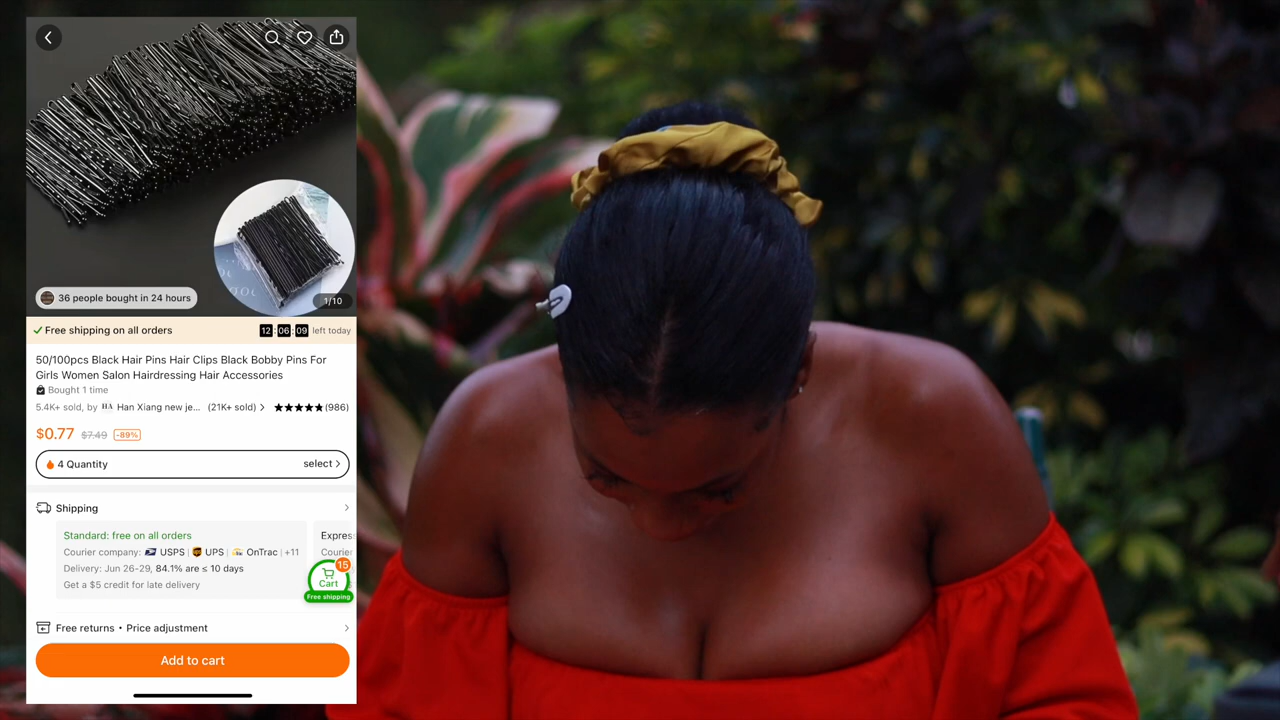 36 people bought in 24 hours
1/10
Free shipping on all orders
12:06:09 left today
50/100pcs Black Hair Pins Hair Clips Black Bobby Pins For
Girls Women Salon Hairdressing Hair Accessories
Bought 1 time
5.4K+ sold, by HA Han Xiang new je... (21K+ sold) (986)
$0.77 $7.49 -89%
4 Quantity select
Shipping
Standard: free on all orders
Expres
Courier company: USPS | UPS | OnTrac | +11
Courier
Delivery: Jun 26-29, 84.1% are ≤ 10 days
Get a $5 credit for late delivery
15
Cart
Free shipping
Free returns • Price adjustment
Add to cart